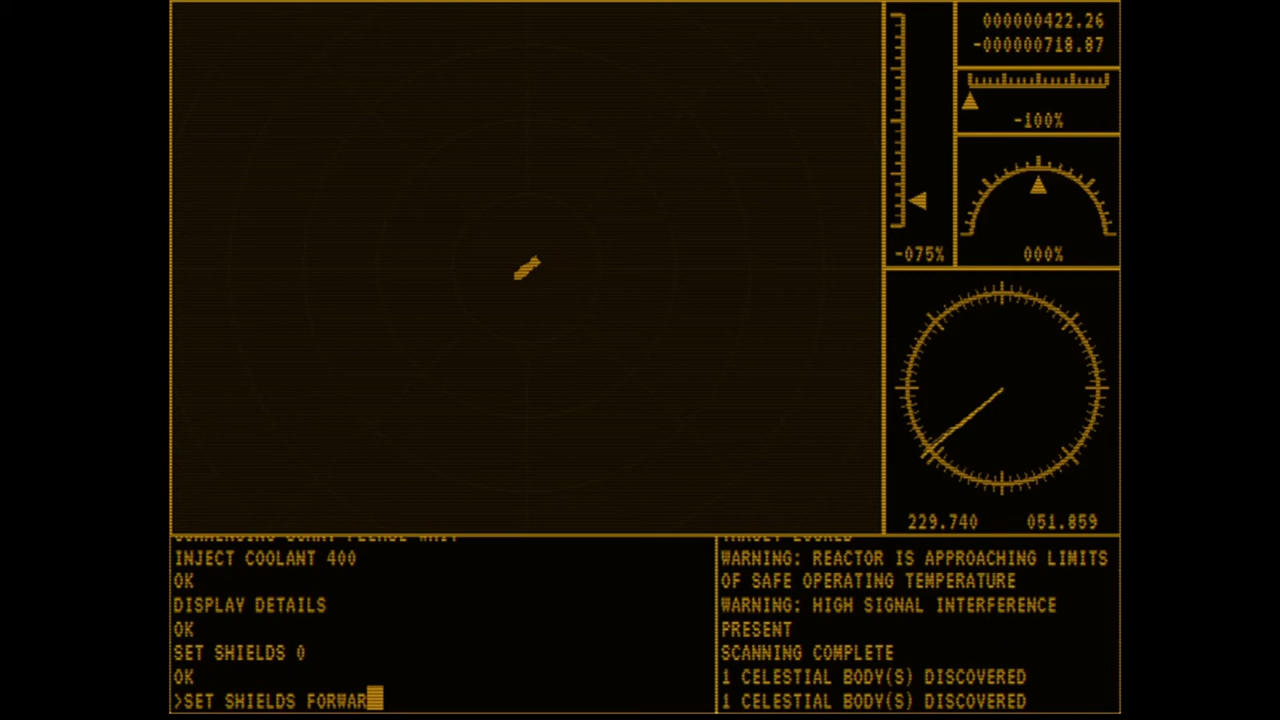 000000422.26
-000000718.87
-100%
-075%
000%
229.740 051.859
INJECT COOLANT 400
OK
DISPLAY DETAILS
OK
SET SHIELDS 0
OK
>SET SHIELDS FORWAR
WARNING: REACTOR IS APPROACHING LIMITS
OF SAFE OPERATING TEMPERATURE
WARNING: HIGH SIGNAL INTERFERENCE
PRESENT
SCANNING COMPLETE
1 CELESTIAL BODY(S) DISCOVERED
1 CELESTIAL BODY(S) DISCOVERED